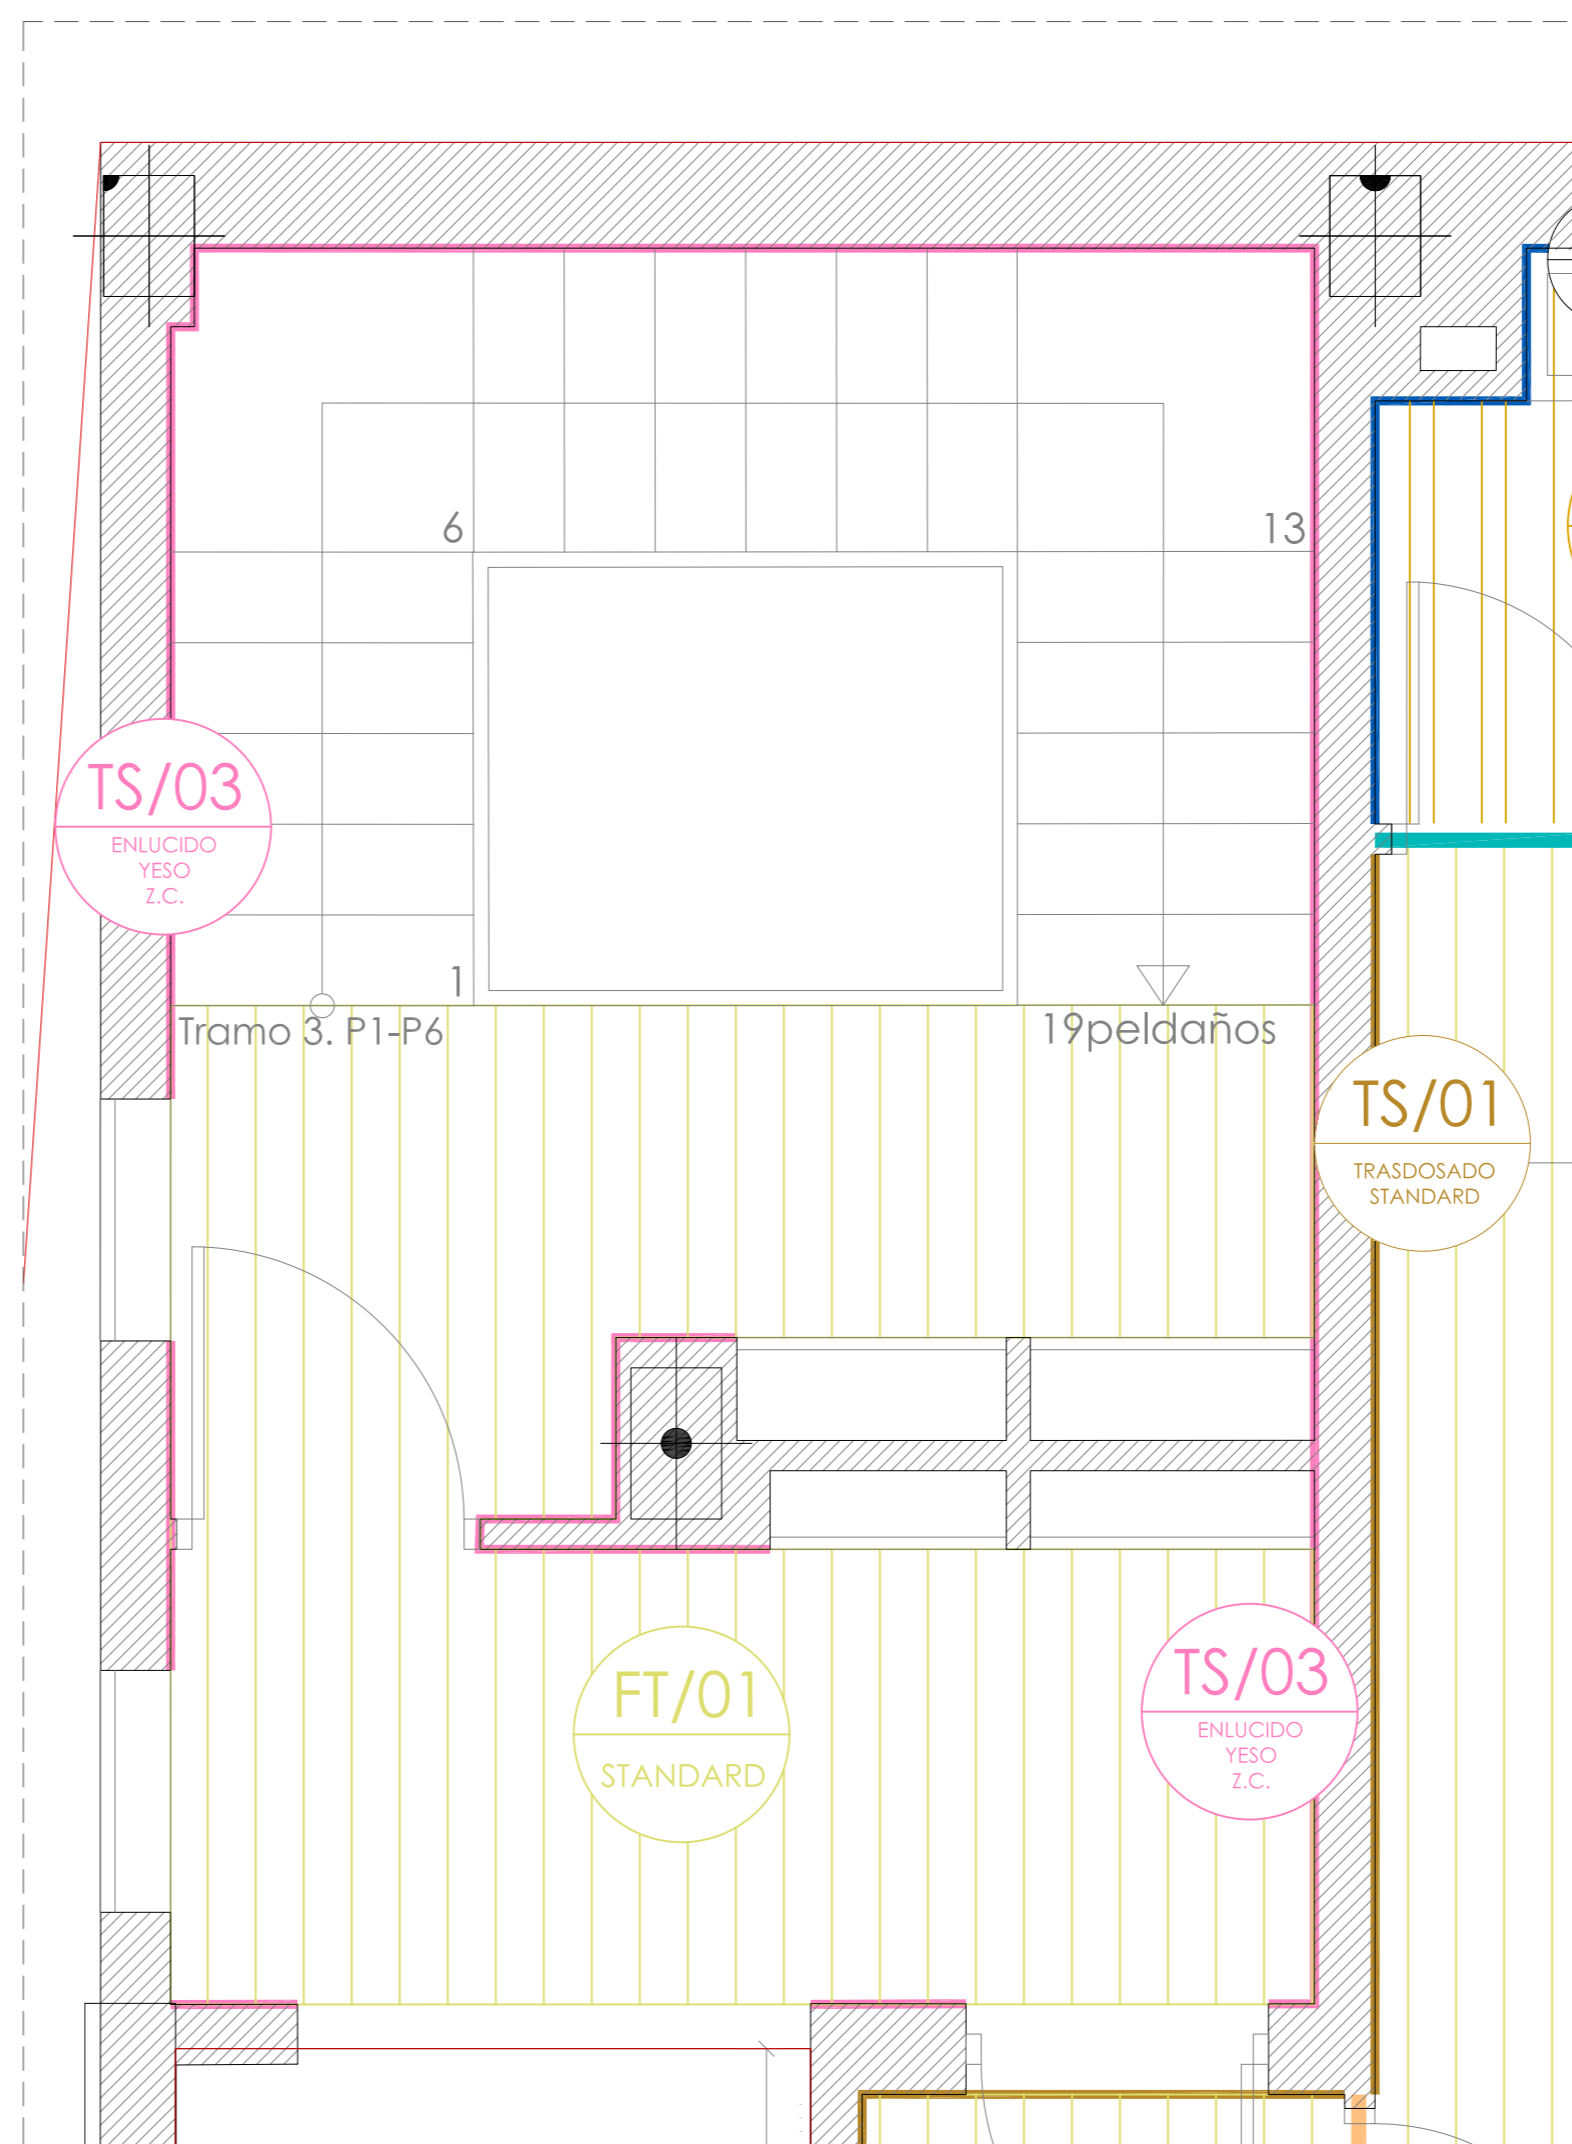 6
13
TS/03
ENLUCIDO
YESO
Z.C.
1
Tramo 3. P1-P6
19peldaños
TS/01
TRASDOSADO
STANDARD
FT/01
STANDARD
TS/03
ENLUCIDO
YESO
Z.C.